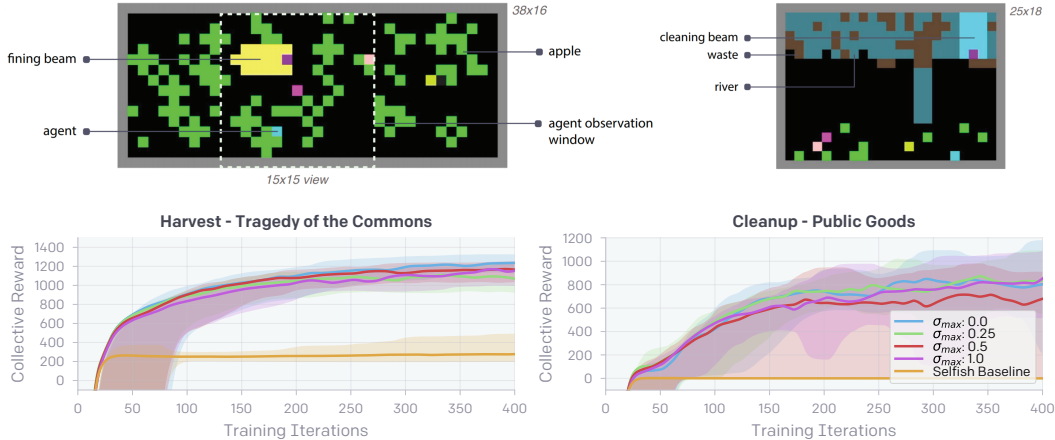 38x16
fining beam
apple
agent
agent observation
window
15x15 view
25x18
cleaning beam
waste
river
Harvest - Tragedy of the Commons
Collective Reward
1400
1200
1000
800
600
400
200
0
0
50
100
150
200
250
300
350
400
Training Iterations
Cleanup - Public Goods
Collective Reward
1200
1000
800
600
400
200
0
0
50
100
150
200
250
300
350
400
Training Iterations
σmax: 0.0
σmax: 0.25
σmax: 0.5
σmax: 1.0
Selfish Baseline